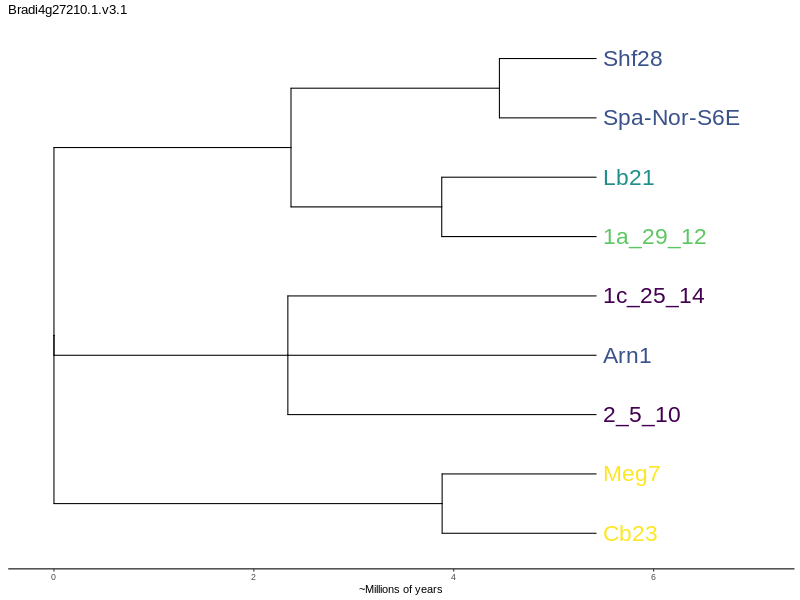 Bradi4g27210.1.v3.1
Shf28
Spa-Nor-S6E
Lb21
1a_29_12
1c_25_14
Arn1
2_5_10
Meg7
Cb23
0 2 4 6
~Millions of years